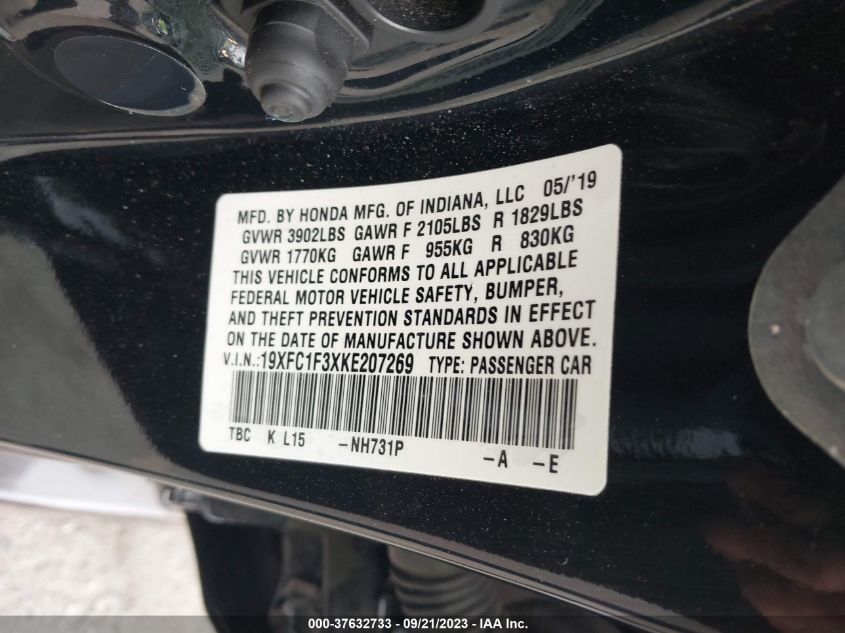 MFD. BY HONDA MFG. OF INDIANA, LLC 05/'19
GVWR 3902LBS GAWR F 2105LBS R 1829LBS
GVWR 1770KG GAWR F 955KG R 830KG
THIS VEHICLE CONFORMS TO ALL APPLICABLE
FEDERAL MOTOR VEHICLE SAFETY, BUMPER,
AND THEFT PREVENTION STANDARDS IN EFFECT
ON THE DATE OF MANUFACTURE SHOWN ABOVE.
V.I.N.:19XFC1F3XKE207269 TYPE: PASSENGER CAR
TBC K L15 -NH731P -A -E
000-37632733 - 09/21/2023 - IAA Inc.